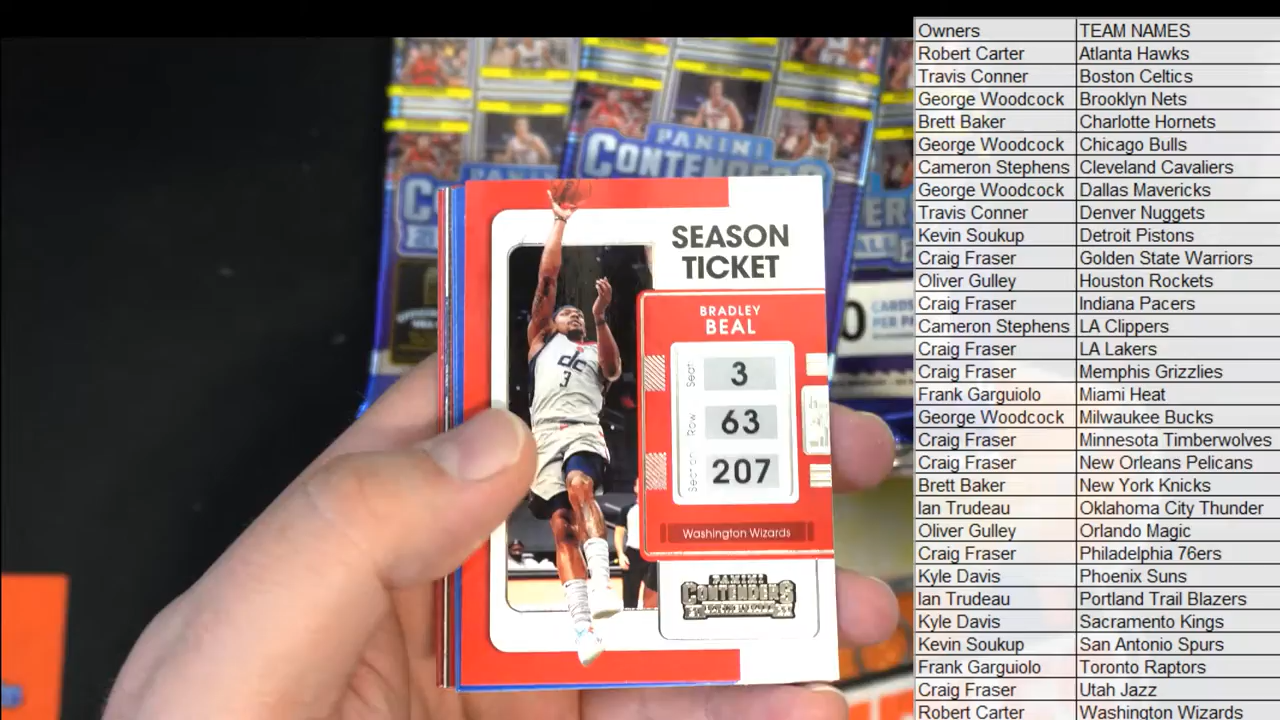 PANINI
CONTENDERS
CARDS
PER PA
SEASON
TICKET
BRADLEY
BEAL
Seat 3
Row 63
Section 207
Washington Wizards
PANINI
CONTENDERS
dc
3
Owners TEAM NAMES
Robert Carter Atlanta Hawks
Travis Conner Boston Celtics
George Woodcock Brooklyn Nets
Brett Baker Charlotte Hornets
George Woodcock Chicago Bulls
Cameron Stephens Cleveland Cavaliers
George Woodcock Dallas Mavericks
Travis Conner Denver Nuggets
Kevin Soukup Detroit Pistons
Craig Fraser Golden State Warriors
Oliver Gulley Houston Rockets
Craig Fraser Indiana Pacers
Cameron Stephens LA Clippers
Craig Fraser LA Lakers
Craig Fraser Memphis Grizzlies
Frank Garguiolo Miami Heat
George Woodcock Milwaukee Bucks
Craig Fraser Minnesota Timberwolves
Craig Fraser New Orleans Pelicans
Brett Baker New York Knicks
Ian Trudeau Oklahoma City Thunder
Oliver Gulley Orlando Magic
Craig Fraser Philadelphia 76ers
Kyle Davis Phoenix Suns
Ian Trudeau Portland Trail Blazers
Kyle Davis Sacramento Kings
Kevin Soukup San Antonio Spurs
Frank Garguiolo Toronto Raptors
Craig Fraser Utah Jazz
Robert Carter Washington Wizards